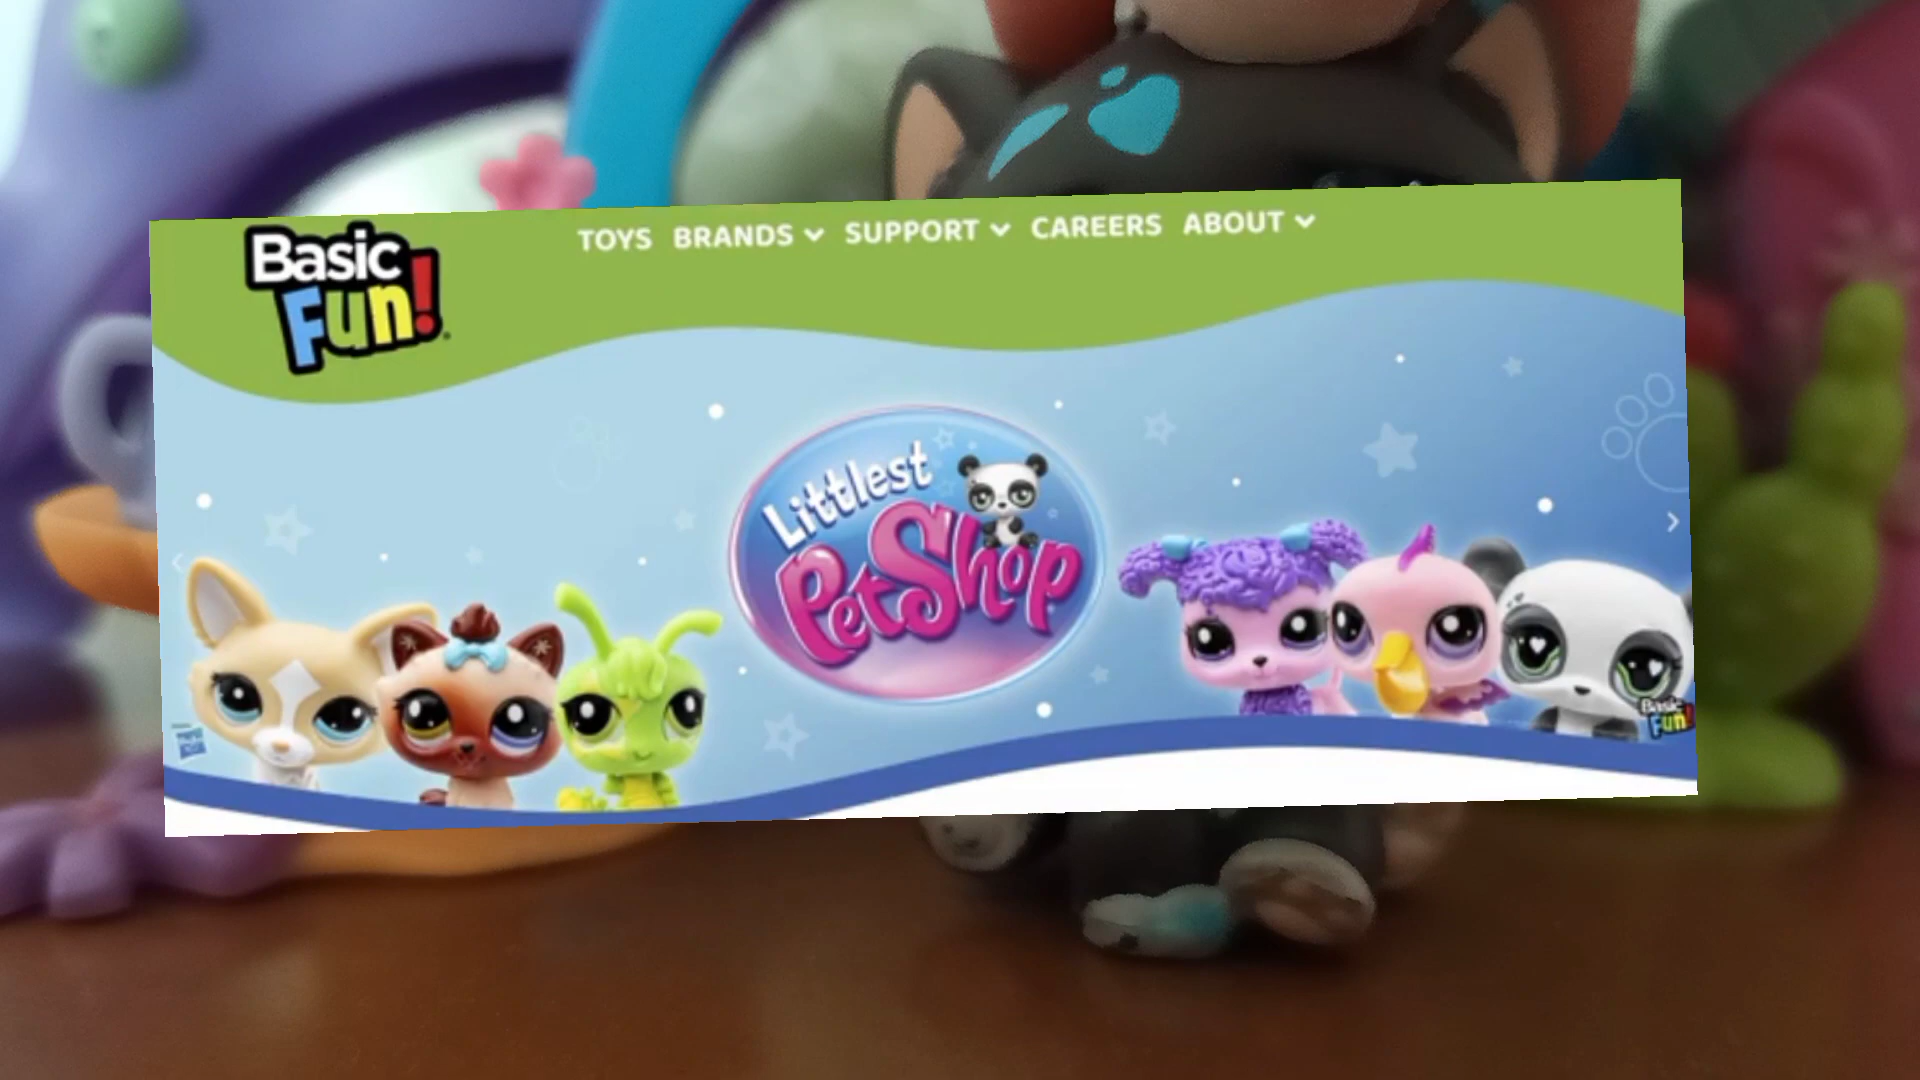 Basic
Fun!
TOYS BRANDS SUPPORT CAREERS ABOUT
Littlest
PetShop
Basic
Fun!